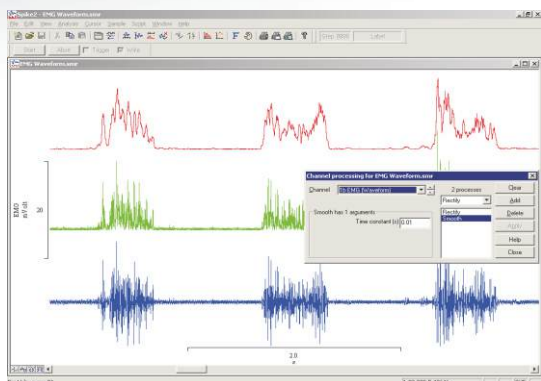 Spike2 - EMG Waveform.smr
File Edit View Analysis Cursor Sample Script Window Help
Label
Start Abort Trigger Write
EMG Waveform.smr
Channel processing for EMG Waveform.smr
Channel
2 processes
Clear
Rectify
Add
Smooth has 1 arguments
Rectify
Delete
Time constant (s) 0.01
Smooth
Apply
Help
Close
EMG
20
2.0
s